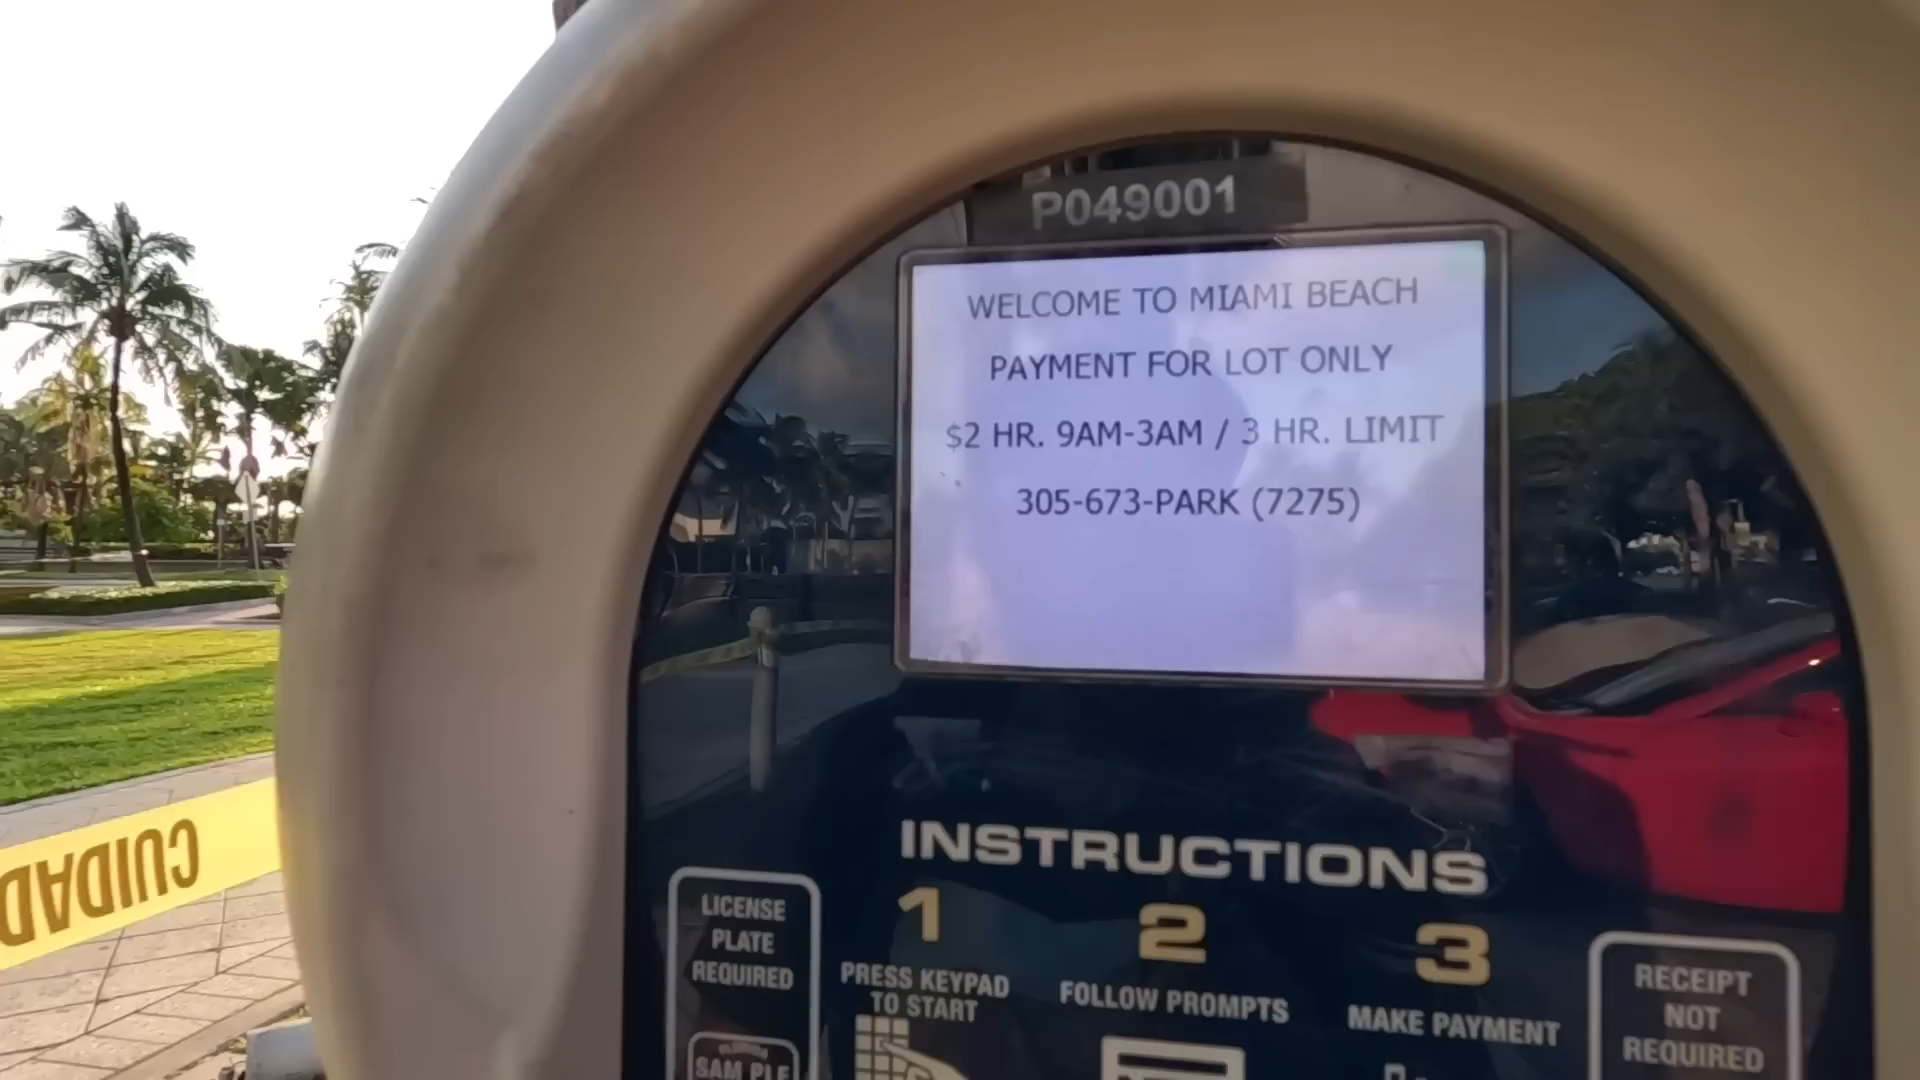 P049001
WELCOME TO MIAMI BEACH
PAYMENT FOR LOT ONLY
$2 HR. 9AM-3AM / 3 HR. LIMIT
305-673-PARK (7275)
CUIDAD
INSTRUCTIONS
LICENSE
PLATE
REQUIRED
SAMPLE
1
PRESS KEYPAD
TO START
2
FOLLOW PROMPTS
3
MAKE PAYMENT
RECEIPT
NOT
REQUIRED